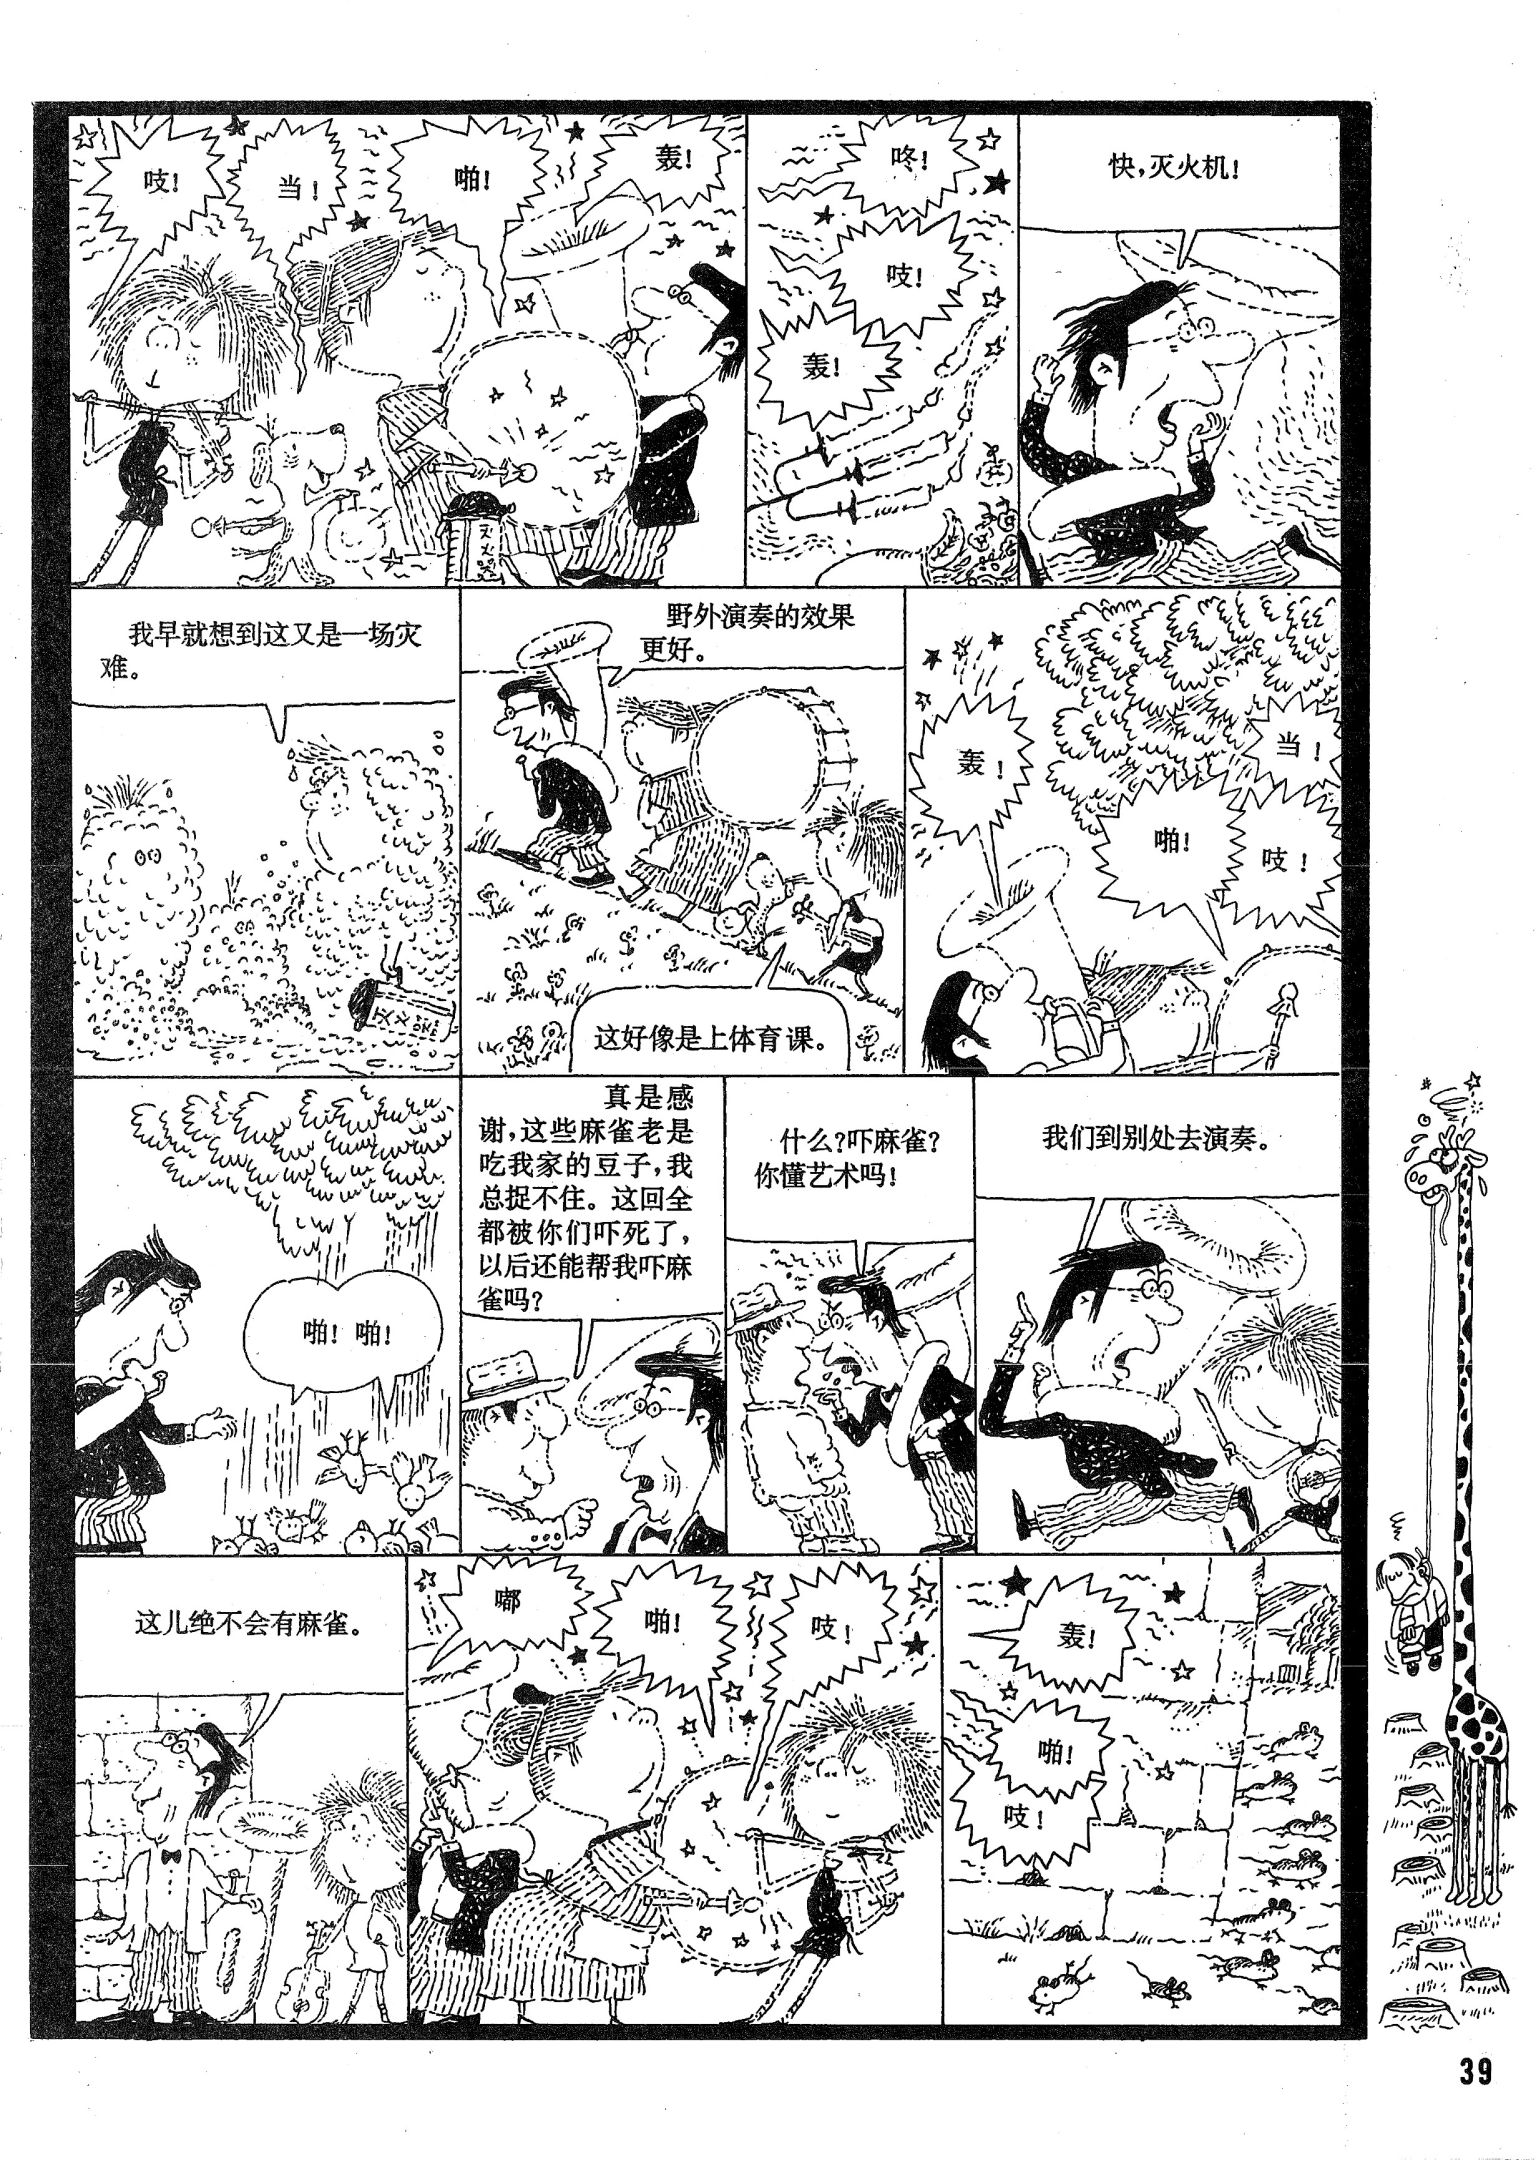 吱!
当!
啪!
轰!
咚!
吱!
轰!
快,灭火机!
灭火
我早就想到这又是一场灾
难。
灭火
野外演奏的效果
更好。
这好像是上体育课。
轰!
当!
啪!
吱!
啪!啪!
真是感
谢,这些麻雀老是
吃我家的豆子,我
总捉不住。这回全
都被你们吓死了,
以后还能帮我吓麻
雀吗?
什么?吓麻雀?
你懂艺术吗!
我们到别处去演奏。
这儿绝不会有麻雀。
嘟
啪!
吱!
轰!
啪!
吱!
39